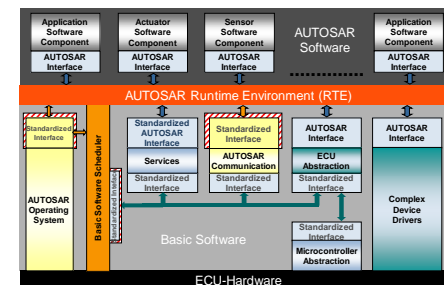 Application
Software
Component
AUTOSAR
Interface
Actuator
Software
Component
AUTOSAR
Interface
Sensor
Software
Component
AUTOSAR
Interface
AUTOSAR
Software
Application
Software
Component
AUTOSAR
Interface
AUTOSAR Runtime Environment (RTE)
Standardized
Interface
AUTOSAR
Operating
System
Basic Software Scheduler
Standardized Interface
Standardized
AUTOSAR
Interface
Services
Standardized
Interface
Standardized
Interface
AUTOSAR
Communication
Standardized
Interface
AUTOSAR
Interface
ECU
Abstraction
Standardized
Interface
Standardized
Interface
Microcontroller
Abstraction
AUTOSAR
Interface
Complex
Device
Drivers
Basic Software
ECU-Hardware